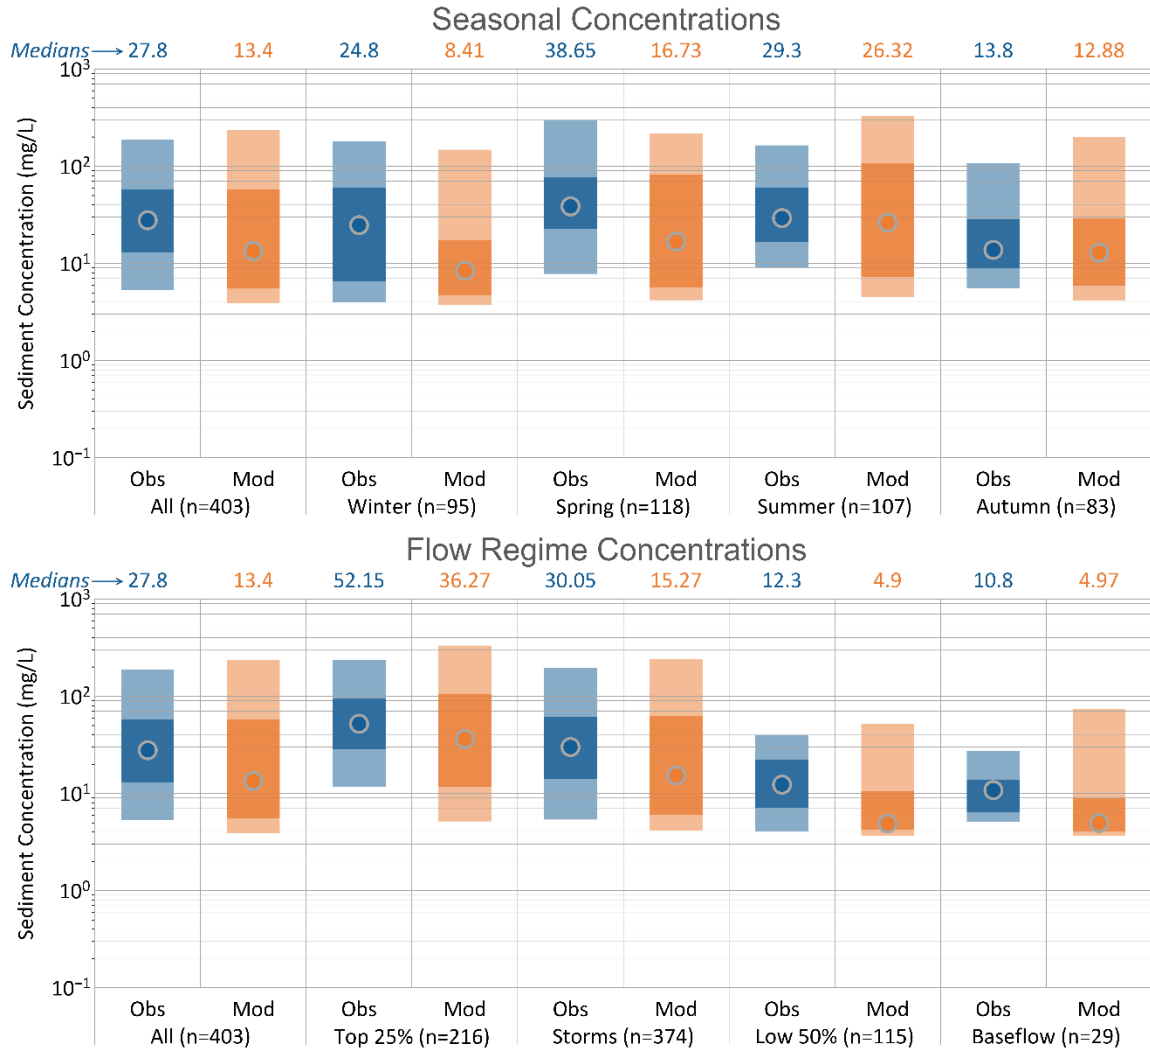 Seasonal Concentrations
Medians → 27.8 13.4 24.8 8.41 38.65 16.73 29.3 26.32 13.8 12.88
10³
10²
10¹
10⁰
10⁻¹
Sediment Concentration (mg/L)
Obs Mod Obs Mod Obs Mod Obs Mod Obs Mod
All (n=403) Winter (n=95) Spring (n=118) Summer (n=107) Autumn (n=83)
Flow Regime Concentrations
Medians → 27.8 13.4 52.15 36.27 30.05 15.27 12.3 4.9 10.8 4.97
10³
10²
10¹
10⁰
10⁻¹
Sediment Concentration (mg/L)
Obs Mod Obs Mod Obs Mod Obs Mod Obs Mod
All (n=403) Top 25% (n=216) Storms (n=374) Low 50% (n=115) Baseflow (n=29)